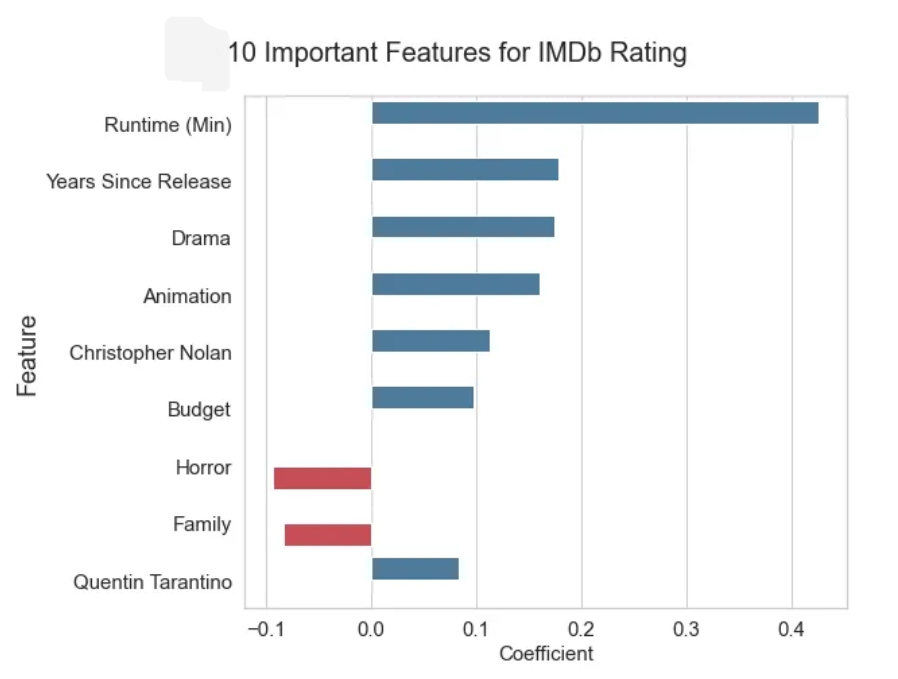 10 Important Features for IMDb Rating
Runtime (Min)
Years Since Release
Drama
Animation
Christopher Nolan
Budget
Horror
Family
Quentin Tarantino
Feature
−0.1 0.0 0.1 0.2 0.3 0.4
Coefficient